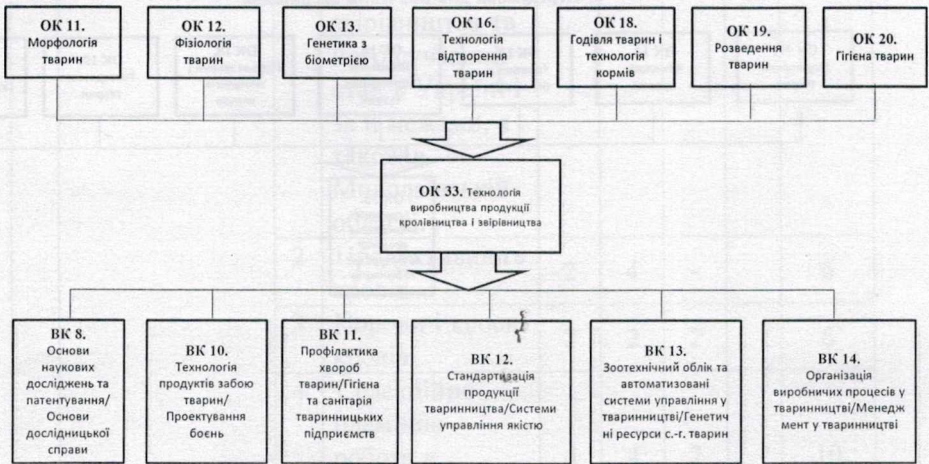 ОК 11.
Морфологія
тварин
ОК 12.
Фізіологія
тварин
ОК 13.
Генетика з
біометрією
ОК 16.
Технологія
відтворення
тварин
ОК 18.
Годівля тварин і
технологія
кормів
ОК 19.
Розведення
тварин
ОК 20.
Гігієна тварин
ОК 33. Технологія
виробництва продукції
кролівництва і звірівництва
ВК 8.
Основи
наукових
досліджень та
патентування/
Основи
дослідницької
справи
ВК 10.
Технологія
продуктів забою
тварин/
Проектування
боєнь
ВК 11.
Профілактика
хвороб
тварин/Гігієна
та санітарія
тваринницьких
підприємств
ВК 12.
Стандартизація
продукції
тваринництва/Системи
управління якістю
ВК 13.
Зоотехнічний облік та
автоматизовані
системи управління у
тваринництві/Генетич
ні ресурси с.-г. тварин
ВК 14.
Організація
виробничих процесів у
тваринництві/Менедж
мент у тваринництві